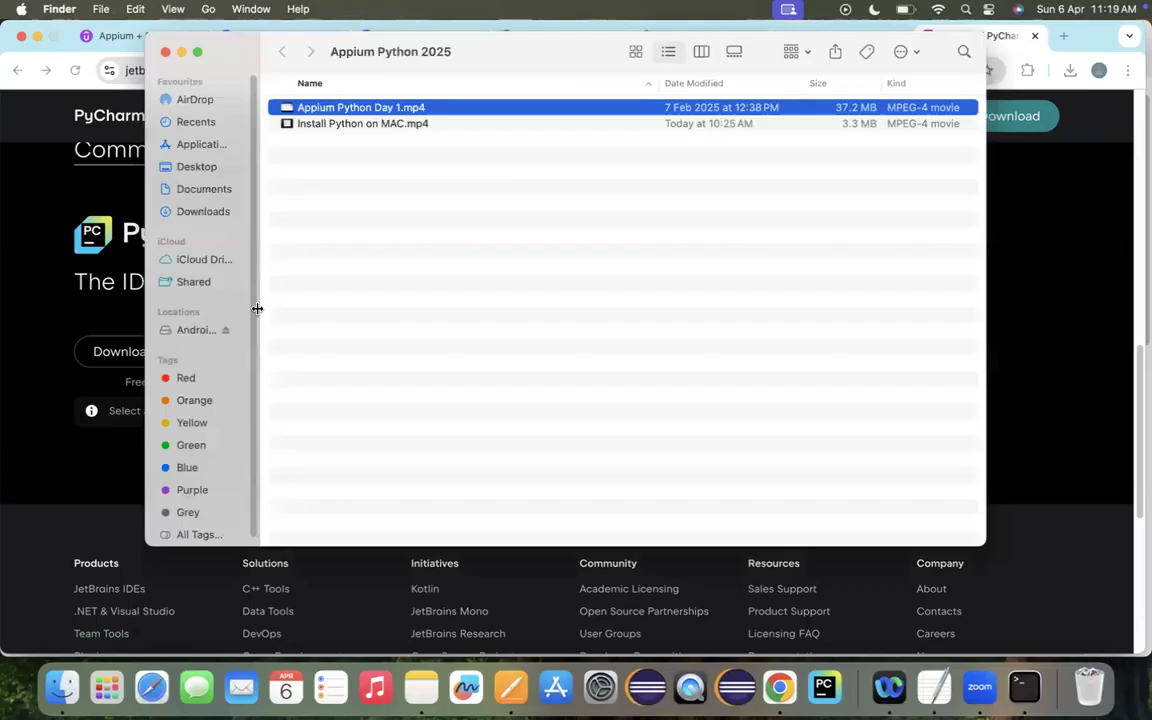 Finder File Edit View Go Window Help
Sun 6 Apr 11:19 AM
Appium +
PyChar
jetb
PyCharm
Comm
PC
Py
The ID
Downloa
Free
Select
ownload
Appium Python 2025
Favourites
AirDrop
Recents
Applicati...
Desktop
Documents
Downloads
iCloud
iCloud Dri...
Shared
Locations
Androi...
Tags
Red
Orange
Yellow
Green
Blue
Purple
Grey
All Tags...
Name Date Modified Size Kind
Appium Python Day 1.mp4 7 Feb 2025 at 12:38 PM 37.2 MB MPEG-4 movie
Install Python on MAC.mp4 Today at 10:25 AM 3.3 MB MPEG-4 movie
Products Solutions Initiatives Community Resources Company
JetBrains IDEs C++ Tools Kotlin Academic Licensing Sales Support About
.NET & Visual Studio Data Tools JetBrains Mono Open Source Partnerships Product Support Contacts
Team Tools DevOps JetBrains Research User Groups Licensing FAQ Careers
APR
6
PC
zoom
>_